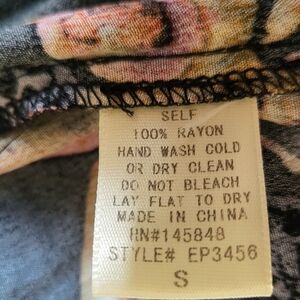 SELF
100% RAYON
HAND WASH COLD
OR DRY CLEAN
DO NOT BLEACH
LAY FLAT TO DRY
MADE IN CHINA
RN#145848
STYLE# EP3456
S